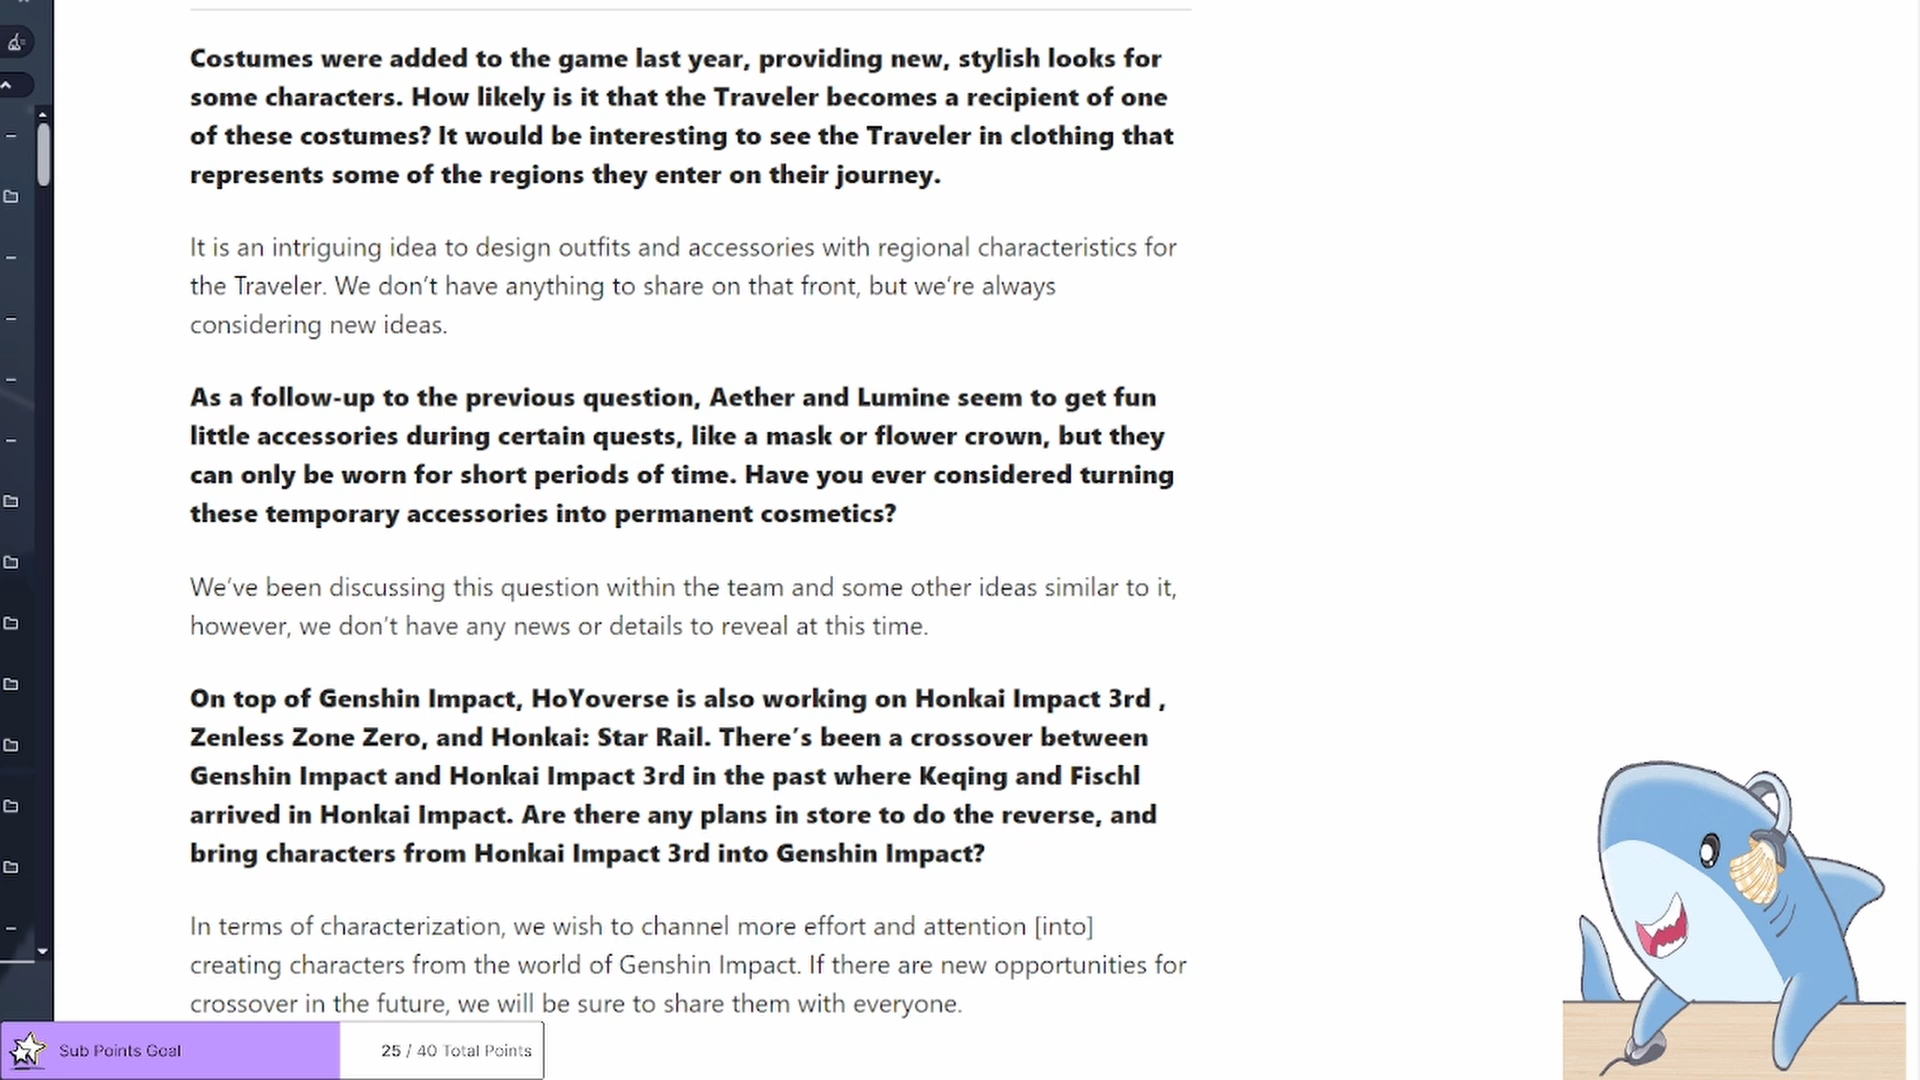 Costumes were added to the game last year, providing new, stylish looks for
some characters. How likely is it that the Traveler becomes a recipient of one
of these costumes? It would be interesting to see the Traveler in clothing that
represents some of the regions they enter on their journey.
It is an intriguing idea to design outfits and accessories with regional characteristics for
the Traveler. We don’t have anything to share on that front, but we’re always
considering new ideas.
As a follow-up to the previous question, Aether and Lumine seem to get fun
little accessories during certain quests, like a mask or flower crown, but they
can only be worn for short periods of time. Have you ever considered turning
these temporary accessories into permanent cosmetics?
We’ve been discussing this question within the team and some other ideas similar to it,
however, we don’t have any news or details to reveal at this time.
On top of Genshin Impact, HoYoverse is also working on Honkai Impact 3rd ,
Zenless Zone Zero, and Honkai: Star Rail. There’s been a crossover between
Genshin Impact and Honkai Impact 3rd in the past where Keqing and Fischl
arrived in Honkai Impact. Are there any plans in store to do the reverse, and
bring characters from Honkai Impact 3rd into Genshin Impact?
In terms of characterization, we wish to channel more effort and attention [into]
creating characters from the world of Genshin Impact. If there are new opportunities for
crossover in the future, we will be sure to share them with everyone.
Sub Points Goal 25 / 40 Total Points